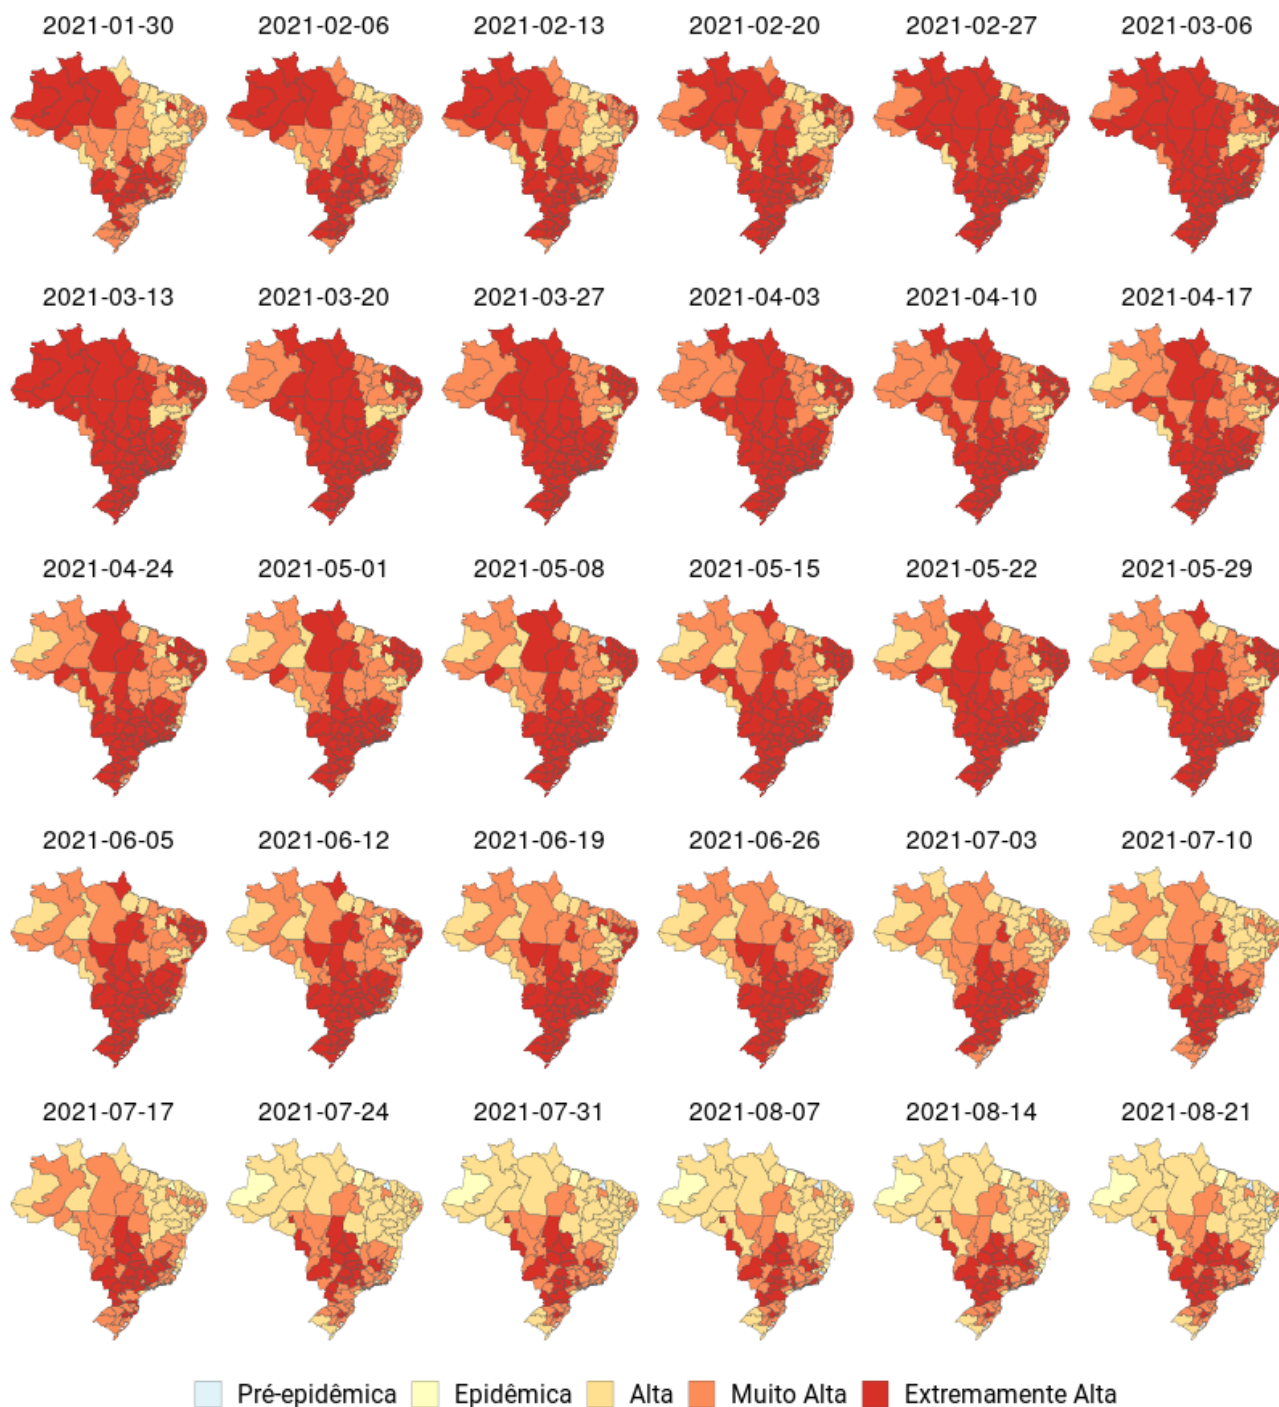 2021-01-30 2021-02-06 2021-02-13 2021-02-20 2021-02-27 2021-03-06
2021-03-13 2021-03-20 2021-03-27 2021-04-03 2021-04-10 2021-04-17
2021-04-24 2021-05-01 2021-05-08 2021-05-15 2021-05-22 2021-05-29
2021-06-05 2021-06-12 2021-06-19 2021-06-26 2021-07-03 2021-07-10
2021-07-17 2021-07-24 2021-07-31 2021-08-07 2021-08-14 2021-08-21
Pré-epidêmica Epidêmica Alta Muito Alta Extremamente Alta